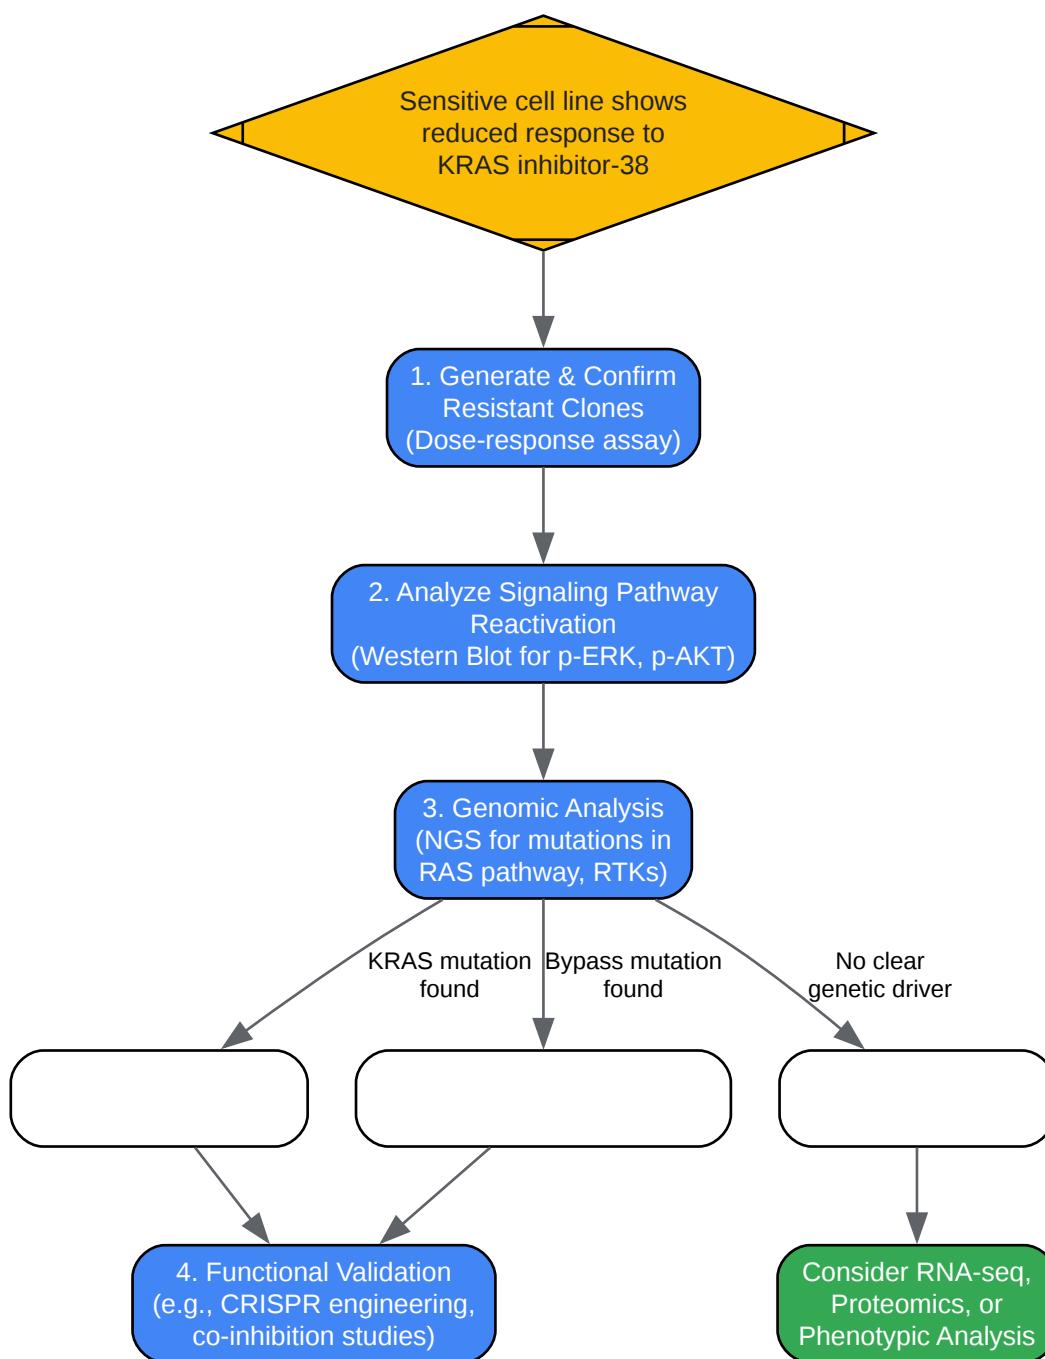 Sensitive cell line shows
reduced response to
KRAS inhibitor-38
1. Generate & Confirm
Resistant Clones
(Dose-response assay)
2. Analyze Signaling Pathway
Reactivation
(Western Blot for p-ERK, p-AKT)
3. Genomic Analysis
(NGS for mutations in
RAS pathway, RTKs)
KRAS mutation
found
Bypass mutation
found
No clear
genetic driver
4. Functional Validation
(e.g., CRISPR engineering,
co-inhibition studies)
Consider RNA-seq,
Proteomics, or
Phenotypic Analysis